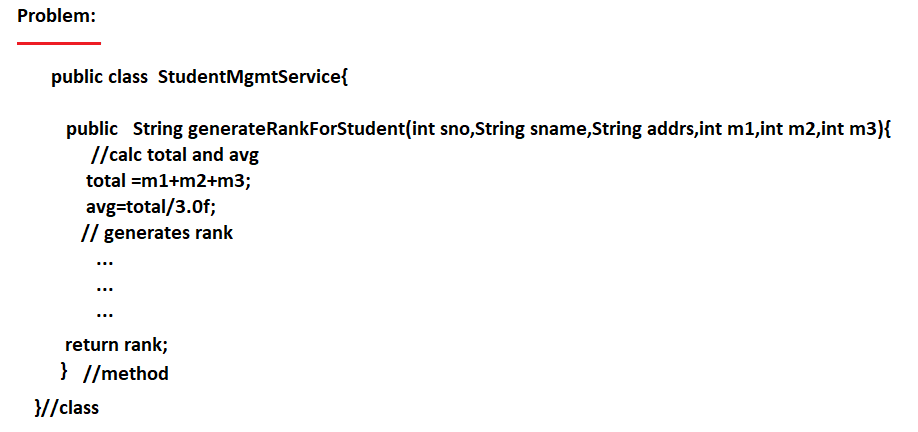 Problem:
public class  StudentMgmtService{
public   String generateRankForStudent(int sno,String sname,String addrs,int m1,int m2,int m3){
//calc total and avg
total =m1+m2+m3;
avg=total/3.0f;
// generates rank
...
...
...
return rank;
}   //method
}//class